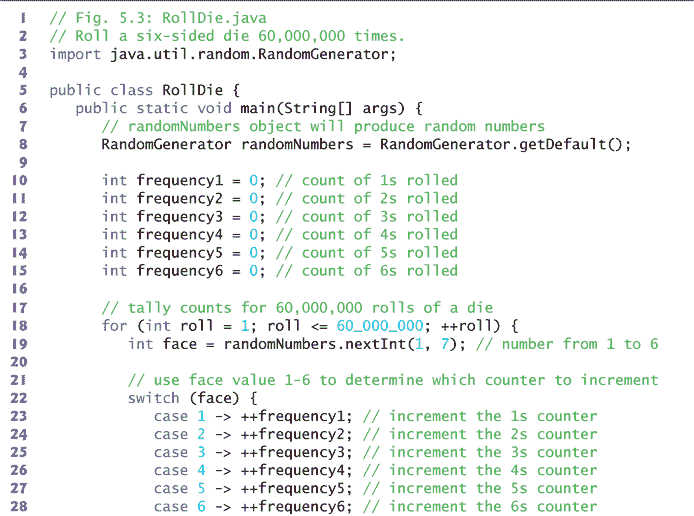 1 // Fig. 5.3: RollDie.java
2 // Roll a six-sided die 60,000,000 times.
3 import java.util.random.RandomGenerator;
4
5 public class RollDie {
6 public static void main(String[] args) {
7 // randomNumbers object will produce random numbers
8 RandomGenerator randomNumbers = RandomGenerator.getDefault();
9
10 int frequency1 = 0; // count of 1s rolled
11 int frequency2 = 0; // count of 2s rolled
12 int frequency3 = 0; // count of 3s rolled
13 int frequency4 = 0; // count of 4s rolled
14 int frequency5 = 0; // count of 5s rolled
15 int frequency6 = 0; // count of 6s rolled
16
17 // tally counts for 60,000,000 rolls of a die
18 for (int roll = 1; roll <= 60_000_000; ++roll) {
19 int face = randomNumbers.nextInt(1, 7); // number from 1 to 6
20
21 // use face value 1-6 to determine which counter to increment
22 switch (face) {
23 case 1 -> ++frequency1; // increment the 1s counter
24 case 2 -> ++frequency2; // increment the 2s counter
25 case 3 -> ++frequency3; // increment the 3s counter
26 case 4 -> ++frequency4; // increment the 4s counter
27 case 5 -> ++frequency5; // increment the 5s counter
28 case 6 -> ++frequency6; // increment the 6s counter